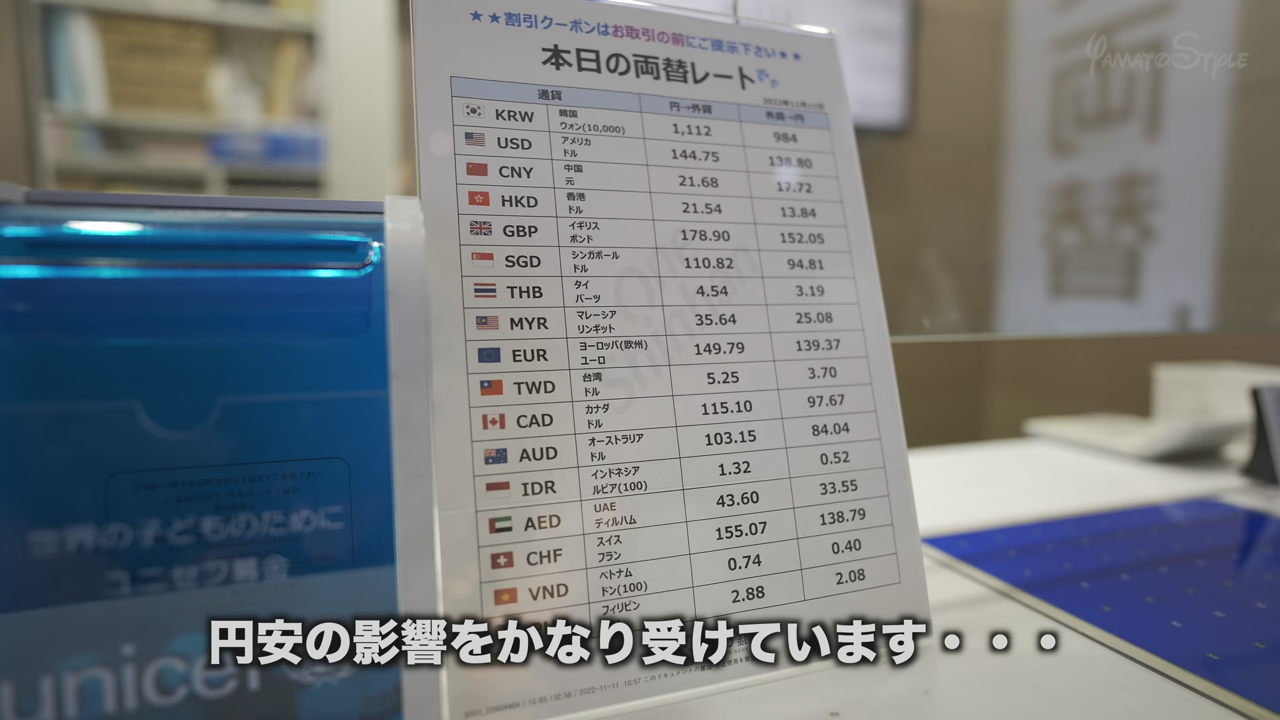 ★★割引クーポンはお取引の前にご提示下さい★★
YAMATOSTYLE
本日の両替レート
通貨 円→外貨 外貨→円
KRW 韓国 ウォン(10,000) 1,112 984
USD アメリカ ドル 144.75 138.80
CNY 中国 元 21.68 17.72
HKD 香港 ドル 21.54 13.84
GBP イギリス ポンド 178.90 152.05
SGD シンガポール ドル 110.82 94.81
THB タイ バーツ 4.54 3.19
MYR マレーシア リンギット 35.64 25.08
EUR ヨーロッパ(欧州) ユーロ 149.79 139.37
TWD 台湾 ドル 5.25 3.70
CAD カナダ ドル 115.10 97.67
AUD オーストラリア ドル 103.15 84.04
IDR インドネシア ルピア(100) 1.32 0.52
AED UAE ディルハム 43.60 33.55
CHF スイス フラン 155.07 138.79
VND ベトナム ドン(100) 0.74 0.40
フィリピン 2.88 2.08
両替
世界の子どものために
ユニセフ募金
unicef
円安の影響をかなり受けています・・・